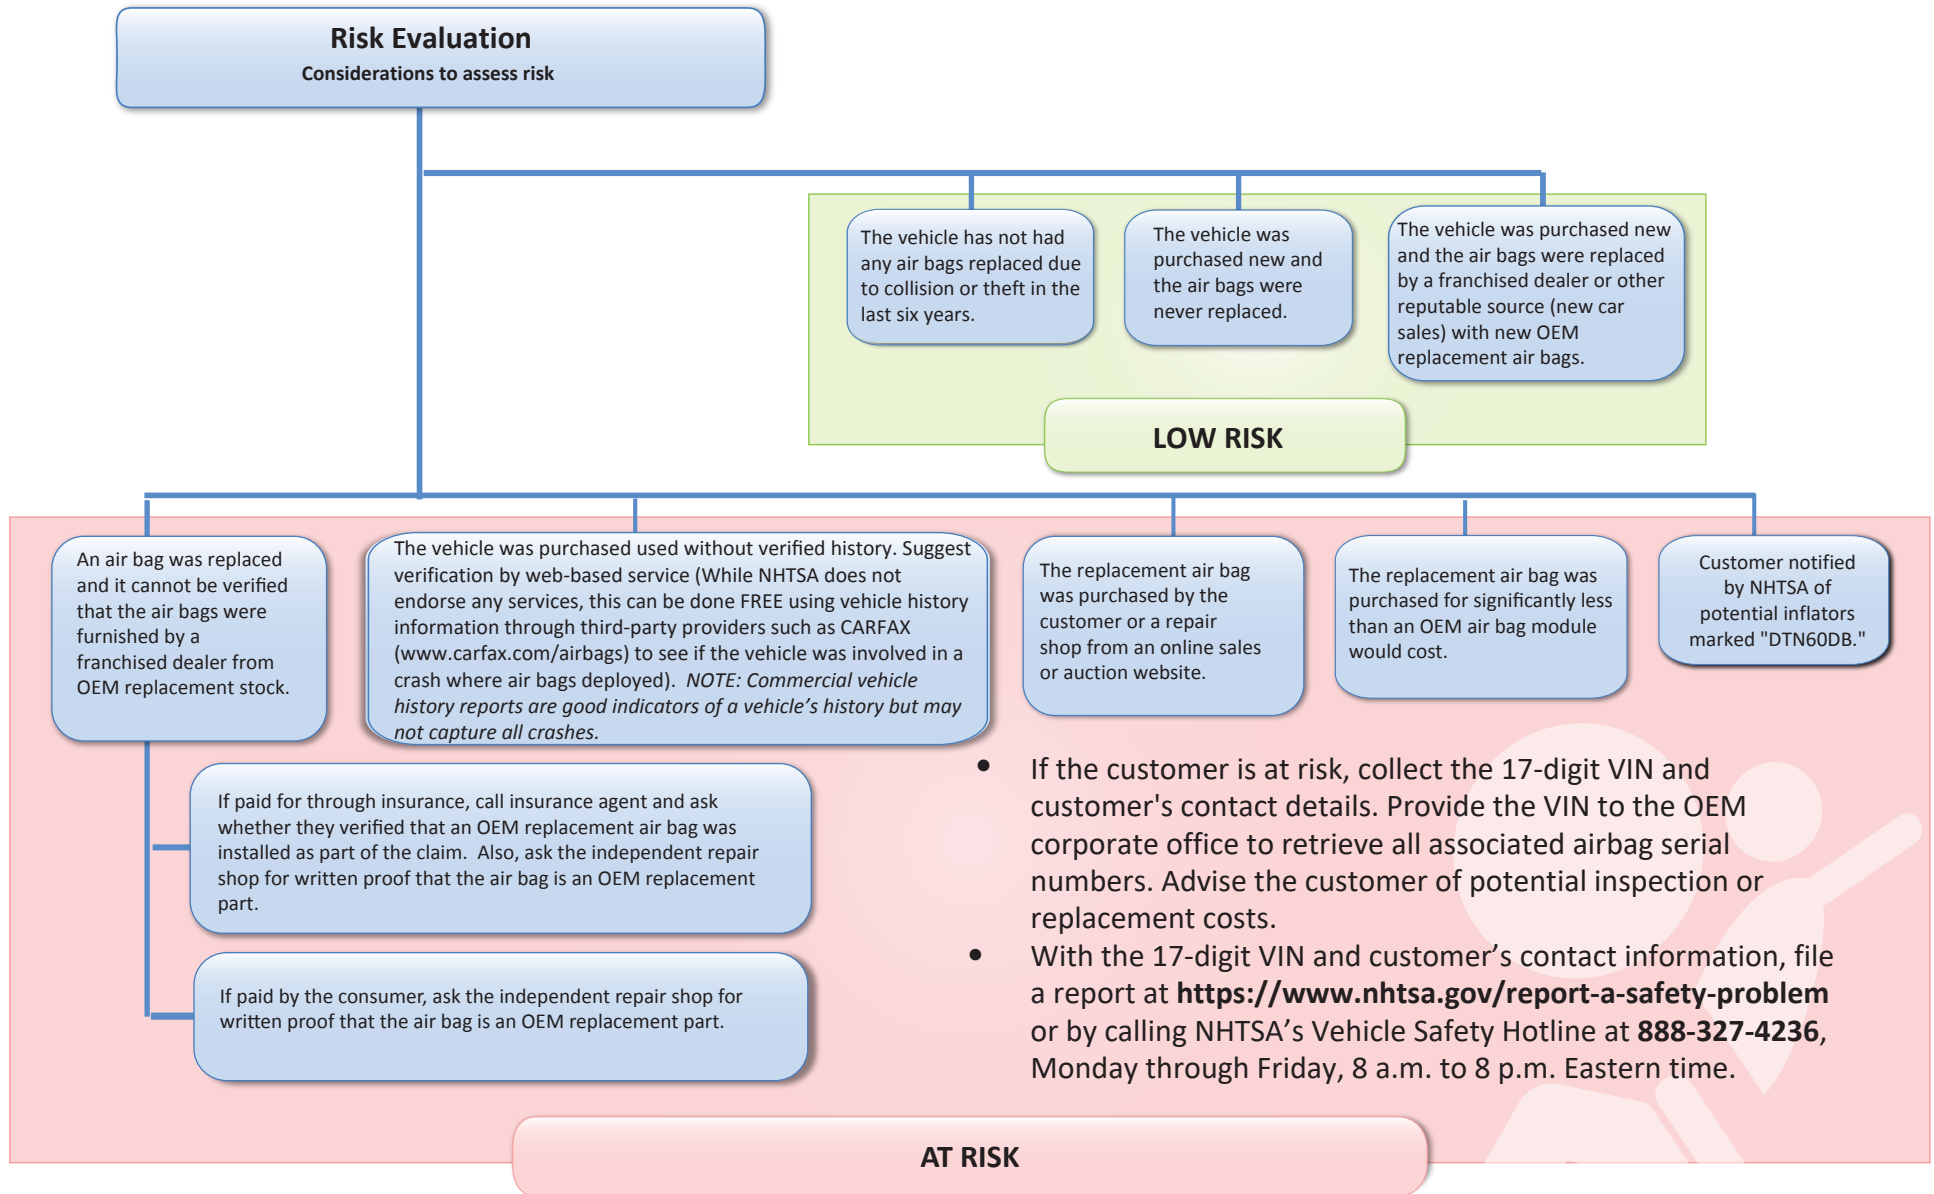 Risk Evaluation
Considerations to assess risk
The vehicle has not had
any air bags replaced due
to collision or theft in the
last six years.
The vehicle was
purchased new and
the air bags were
never replaced.
The vehicle was purchased new
and the air bags were replaced
by a franchised dealer or other
reputable source (new car
sales) with new OEM
replacement air bags.
LOW RISK
An air bag was replaced
and it cannot be verified
that the air bags were
furnished by a
franchised dealer from
OEM replacement stock.
The vehicle was purchased used without verified history. Suggest
verification by web-based service (While NHTSA does not
endorse any services, this can be done FREE using vehicle history
information through third-party providers such as CARFAX
(www.carfax.com/airbags) to see if the vehicle was involved in a
crash where air bags deployed). NOTE: Commercial vehicle
history reports are good indicators of a vehicle’s history but may
not capture all crashes.
The replacement air bag
was purchased by the
customer or a repair
shop from an online sales
or auction website.
The replacement air bag was
purchased for significantly less
than an OEM air bag module
would cost.
Customer notified
by NHTSA of
potential inflators
marked "DTN60DB."
If paid for through insurance, call insurance agent and ask
whether they verified that an OEM replacement air bag was
installed as part of the claim.  Also, ask the independent repair
shop for written proof that the air bag is an OEM replacement
part.
If paid by the consumer, ask the independent repair shop for
written proof that the air bag is an OEM replacement part.
• If the customer is at risk, collect the 17-digit VIN and
customer's contact details. Provide the VIN to the OEM
corporate office to retrieve all associated airbag serial
numbers. Advise the customer of potential inspection or
replacement costs.
• With the 17-digit VIN and customer’s contact information, file
a report at https://www.nhtsa.gov/report-a-safety-problem
or by calling NHTSA’s Vehicle Safety Hotline at 888-327-4236,
Monday through Friday, 8 a.m. to 8 p.m. Eastern time.
AT RISK